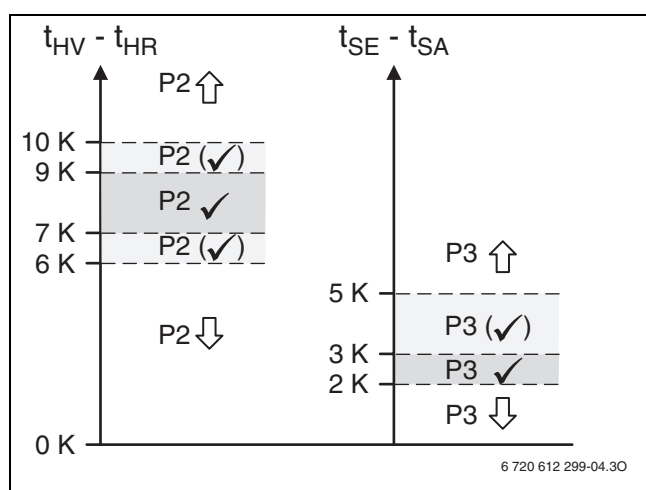 tHV - tHR
tSE - tSA
P2
10 K
P2 (✓)
9 K
P2 ✓
7 K
P2 (✓)
6 K
P2
0 K
P3
5 K
P3 (✓)
3 K
P3 ✓
2 K
P3
6 720 612 299-04.3O